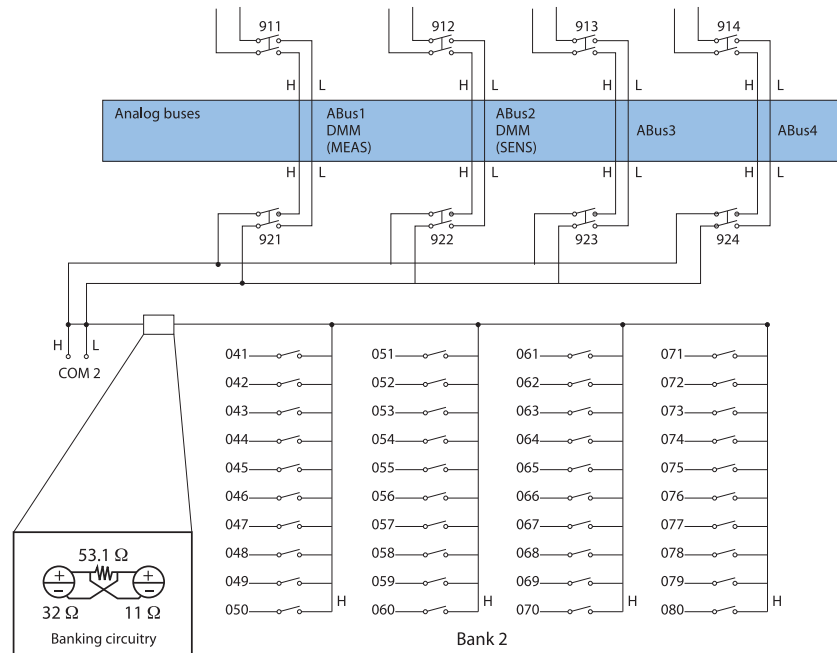 911 912 913 914
H L H L H L H L
Analog buses ABus1 ABus2 ABus3 ABus4
DMM DMM
(MEAS) (SENS)
H L H L H L H L
921 922 923 924
H L
COM 2
041 051 061 071
042 052 062 072
043 053 063 073
044 054 064 074
045 055 065 075
046 056 066 076
047 057 067 077
048 058 068 078
049 059 069 079
H H H H
050 060 070 080
53.1 Ω
+ +
– –
32 Ω 11 Ω
Banking circuitry
Bank 2